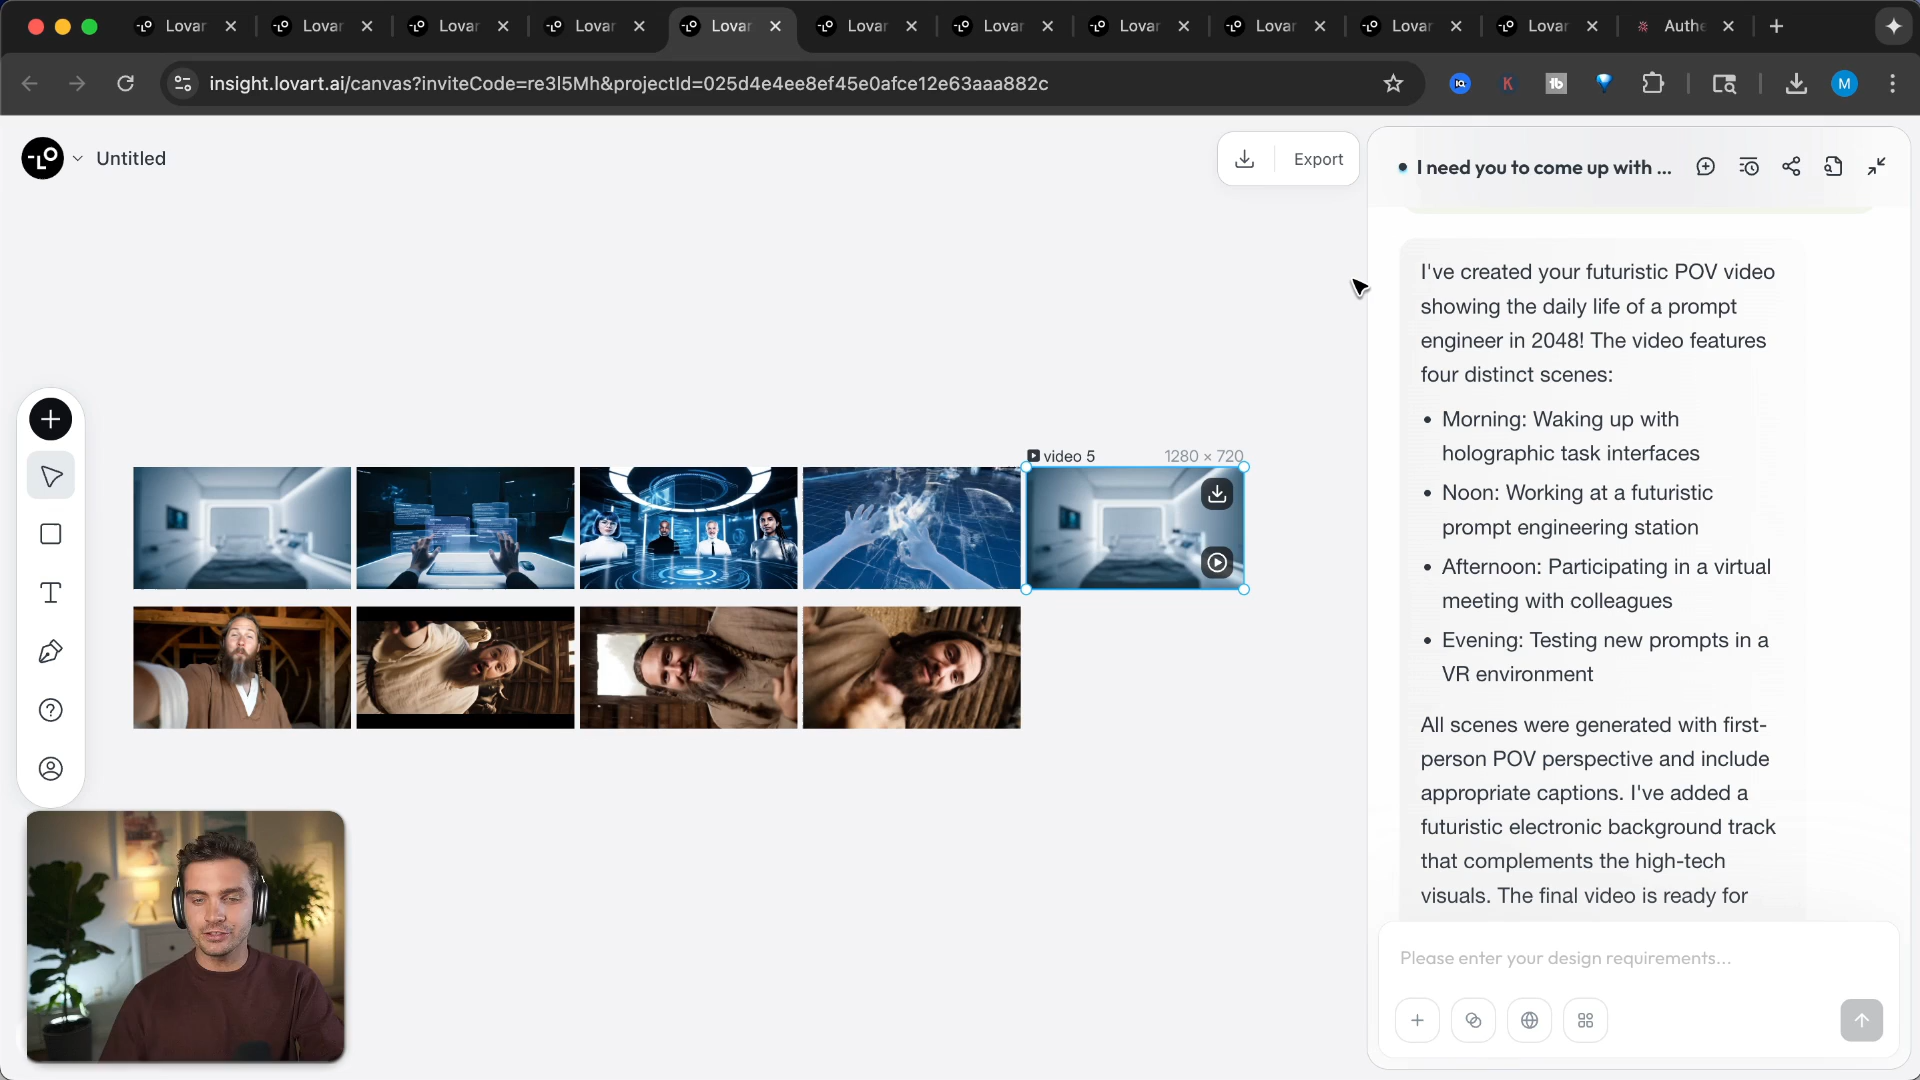 Lovar
Lovar
Lovar
Lovar
Lovar
Lovar
Lovar
Lovar
Lovar
Lovar
Lovar
Authe
insight.lovart.ai/canvas?inviteCode=re3l5Mh&projectId=025d4e4ee8ef45e0afce12e63aaa882c
K
tb
M
Untitled
Export
I need you to come up with ...
I've created your futuristic POV video
showing the daily life of a prompt
engineer in 2048! The video features
four distinct scenes:
• Morning: Waking up with
holographic task interfaces
• Noon: Working at a futuristic
prompt engineering station
• Afternoon: Participating in a virtual
meeting with colleagues
• Evening: Testing new prompts in a
VR environment
All scenes were generated with first-
person POV perspective and include
appropriate captions. I've added a
futuristic electronic background track
that complements the high-tech
visuals. The final video is ready for
video 5
1280 × 720
Please enter your design requirements...